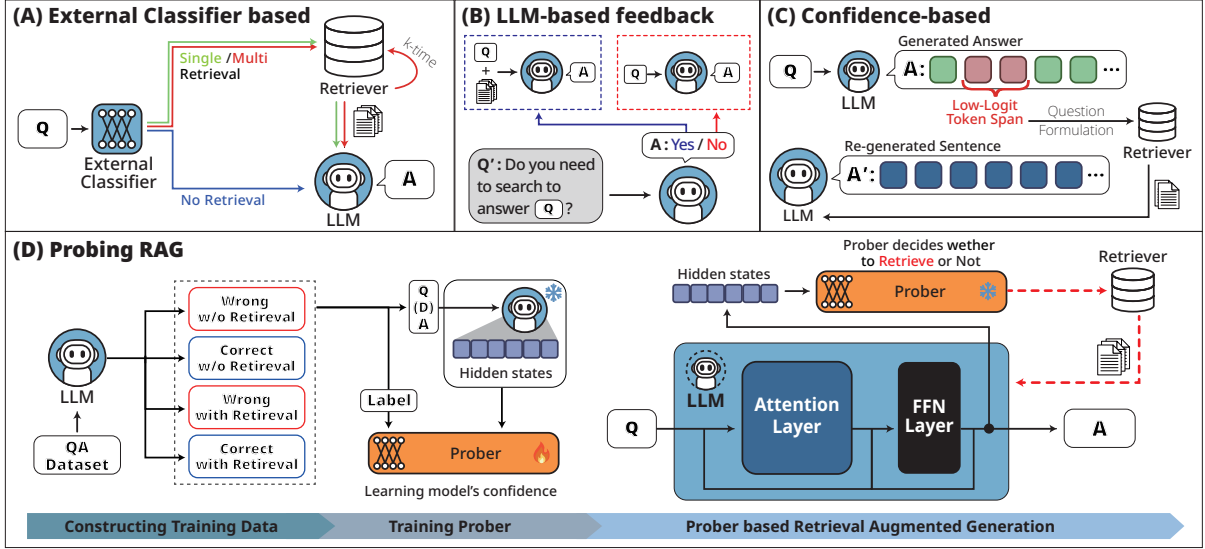 (A) External Classifier based
Single /Multi
Retrieval
k-time
Retriever
Q
External
Classifier
No Retrieval
A
LLM
(B) LLM-based feedback
Q
+
A
Q
A
A : Yes / No
Q' : Do you need
to search to
answer Q ?
(C) Confidence-based
Generated Answer
Q
A: ...
LLM
Low-Logit
Token Span
Question
Formulation
Retriever
Re-generated Sentence
A': ...
LLM
(D) Probing RAG
Wrong
w/o Retireval
Correct
w/o Retireval
Wrong
with Retireval
Correct
with Retireval
LLM
QA
Dataset
Q
(D)
A
Hidden states
Label
Prober
Learning model's confidence
Prober decides wether
to Retrieve or Not
Hidden states
Prober
Retriever
LLM
Attention
Layer
FFN
Layer
Q
A
Constructing Training Data
Training Prober
Prober based Retrieval Augmented Generation